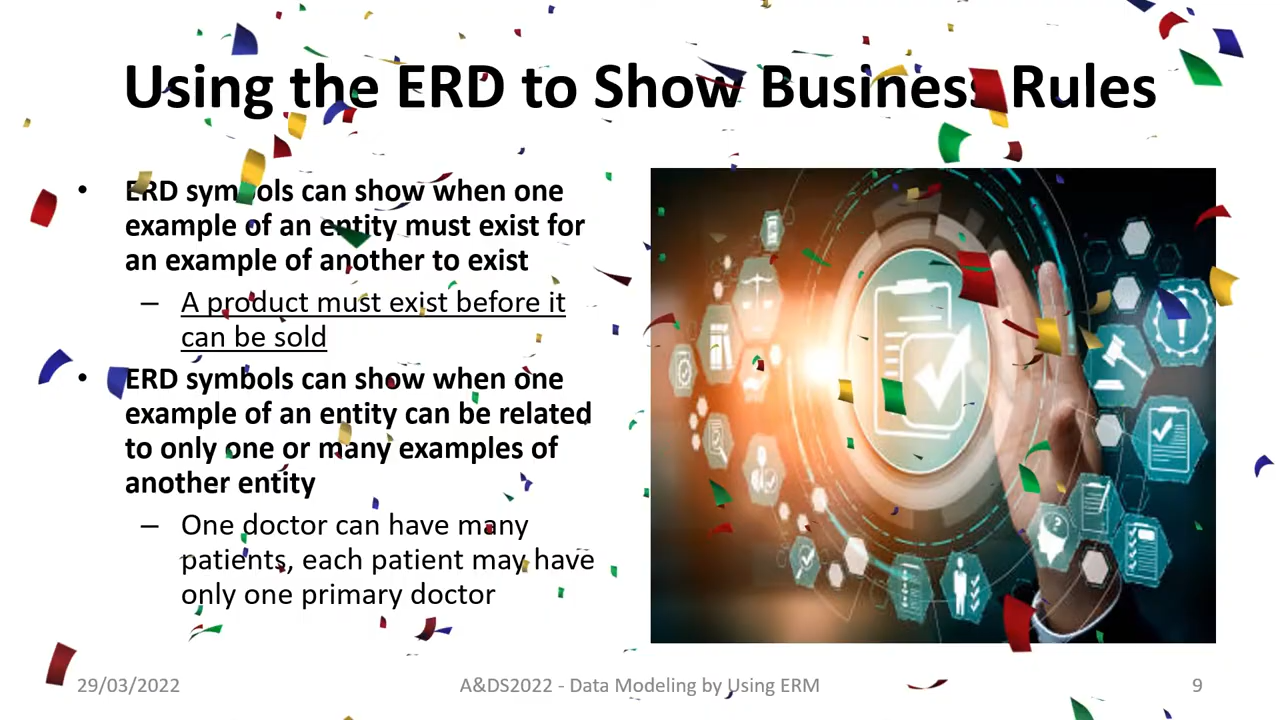 Using the ERD to Show Business Rules
• ERD symbols can show when one
example of an entity must exist for
an example of another to exist
– A product must exist before it
can be sold
• ERD symbols can show when one
example of an entity can be related
to only one or many examples of
another entity
– One doctor can have many
patients, each patient may have
only one primary doctor
29/03/2022
A&DS2022 - Data Modeling by Using ERM
9